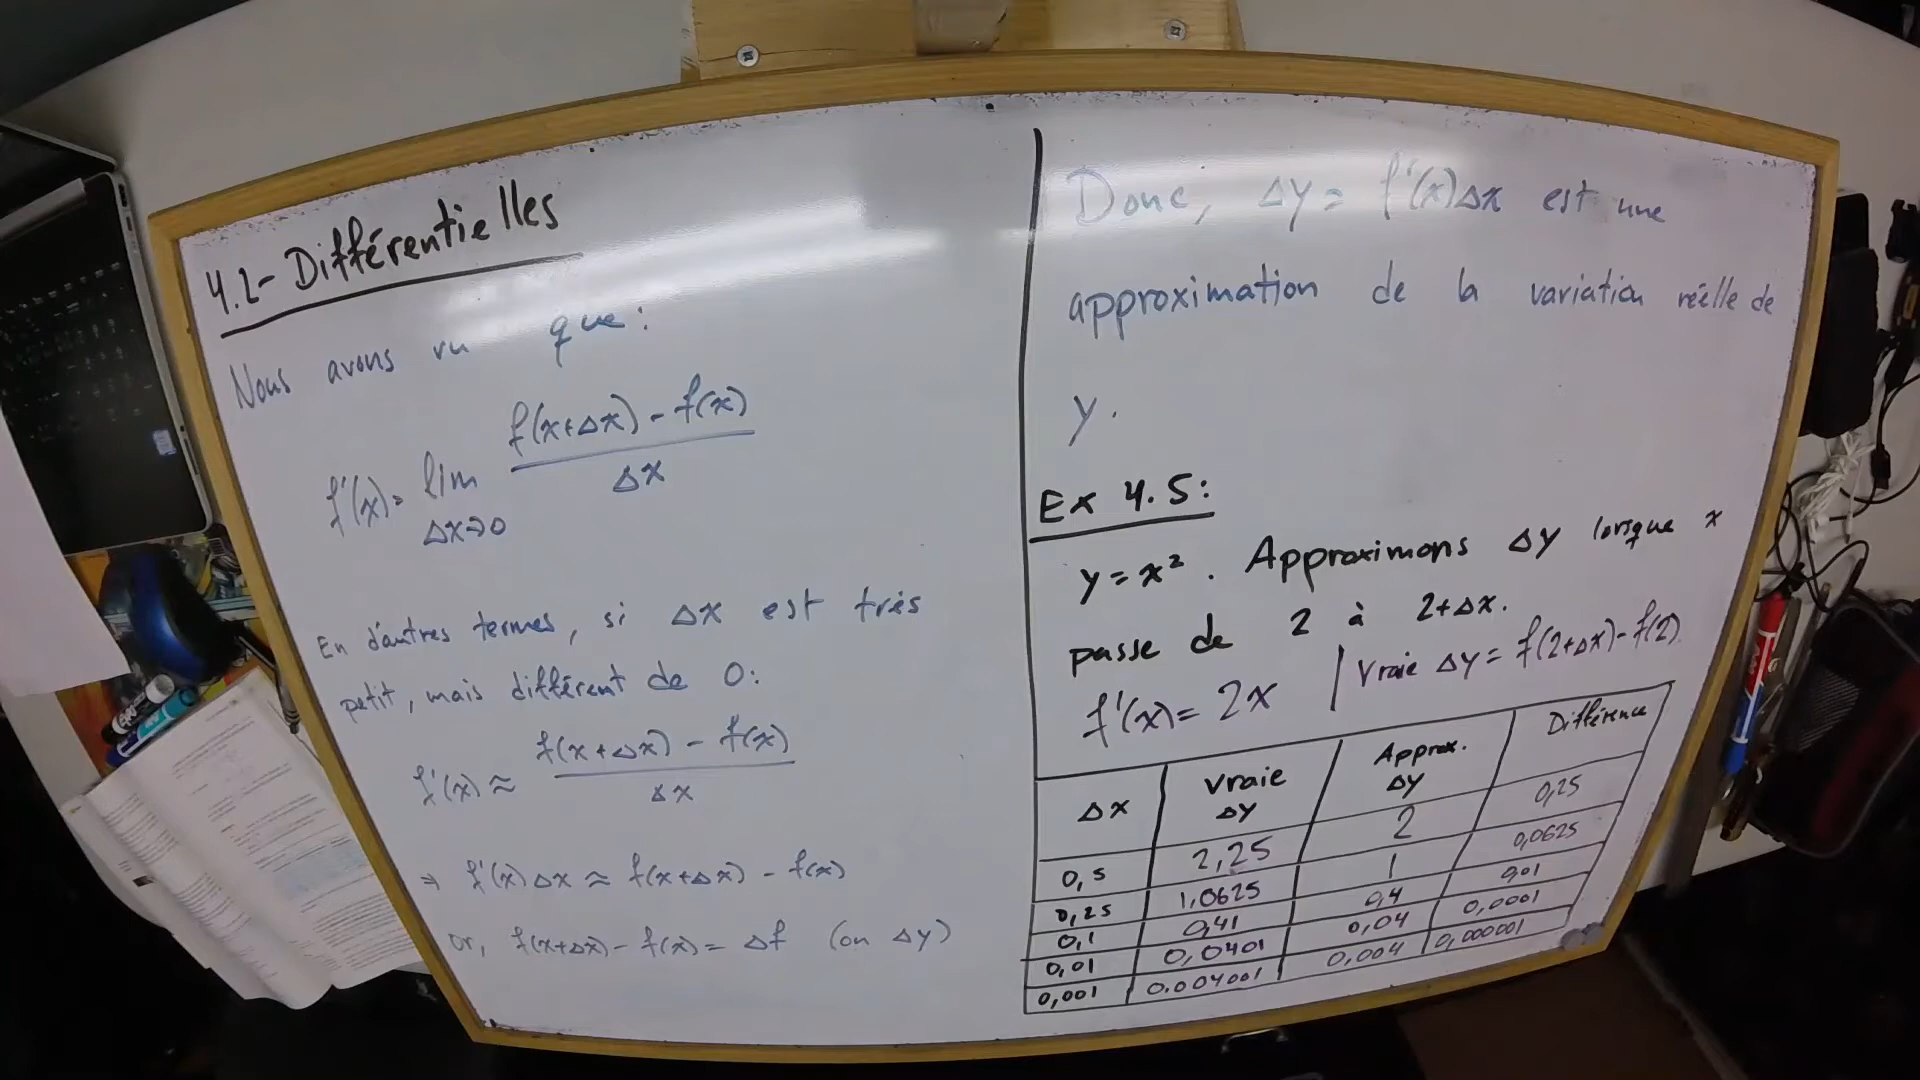 4.2- Différentielles
Nous avons vu que:
f'(x)= lim f(x+Δx) - f(x)
Δx
Δx→0
En d'autres termes, si Δx est très
petit, mais différent de 0:
f'(x) ≈ f(x+Δx) - f(x)
Δx
⇒ f'(x)Δx ≈ f(x+Δx) - f(x)
Or, f(x+Δx) - f(x) = Δf (ou Δy)
Donc, Δy = f'(x)Δx est une
approximation de la variation réelle de
y.
Ex 4.5:
y = x². Approximons Δy lorsque x
passe de 2 à 2+Δx.
f'(x) = 2x | Vraie Δy = f(2+Δx) - f(2)
Δx Vraie Δy Approx. Δy Différence
0,5 2,25 2 0,25
0,25 1,0625 1 0,0625
0,1 0,41 0,4 0,01
0,01 0,0401 0,04 0,0001
0,001 0.004001 0,004 0,000001